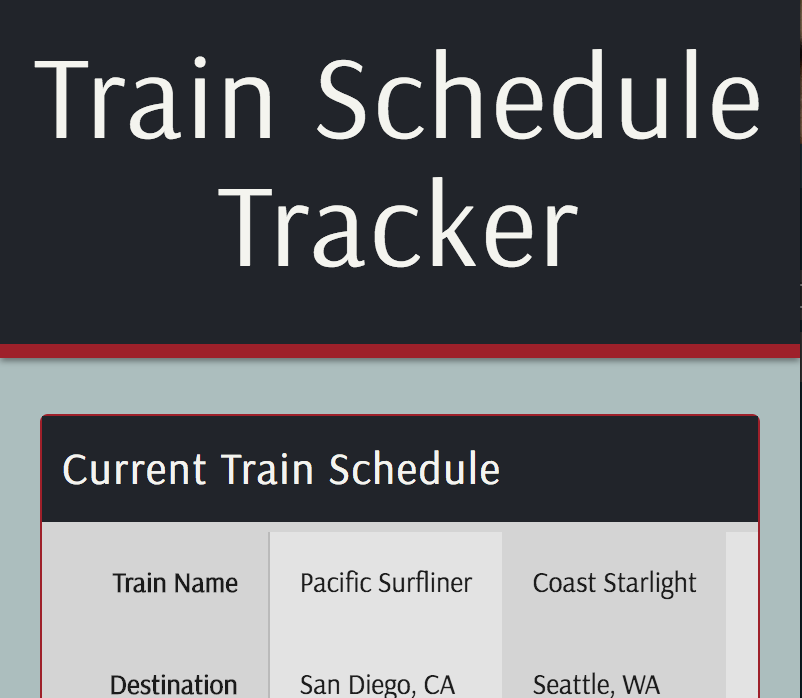 Train Schedule
Tracker
Current Train Schedule
Train Name Pacific Surfliner Coast Starlight
Destination San Diego, CA Seattle, WA